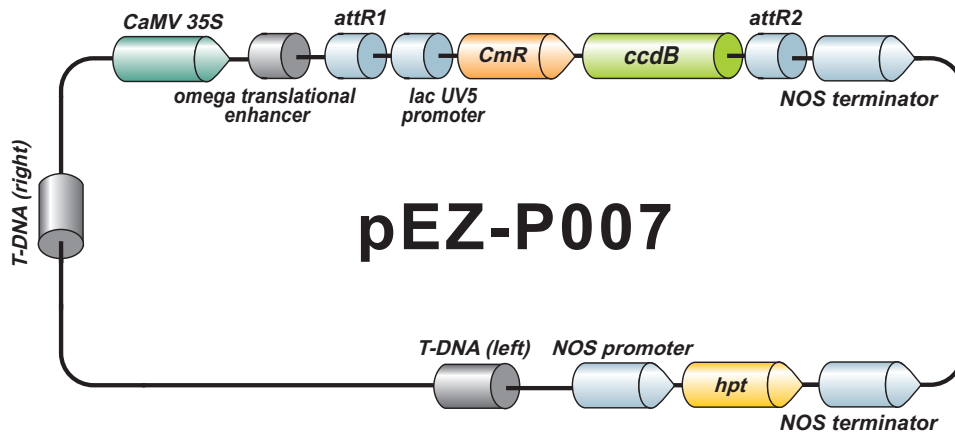 CaMV 35S
attR1
attR2
CmR
ccdB
omega translational
enhancer
lac UV5
promoter
NOS terminator
T-DNA (right)
pEZ-P007
T-DNA (left)
NOS promoter
hpt
NOS terminator